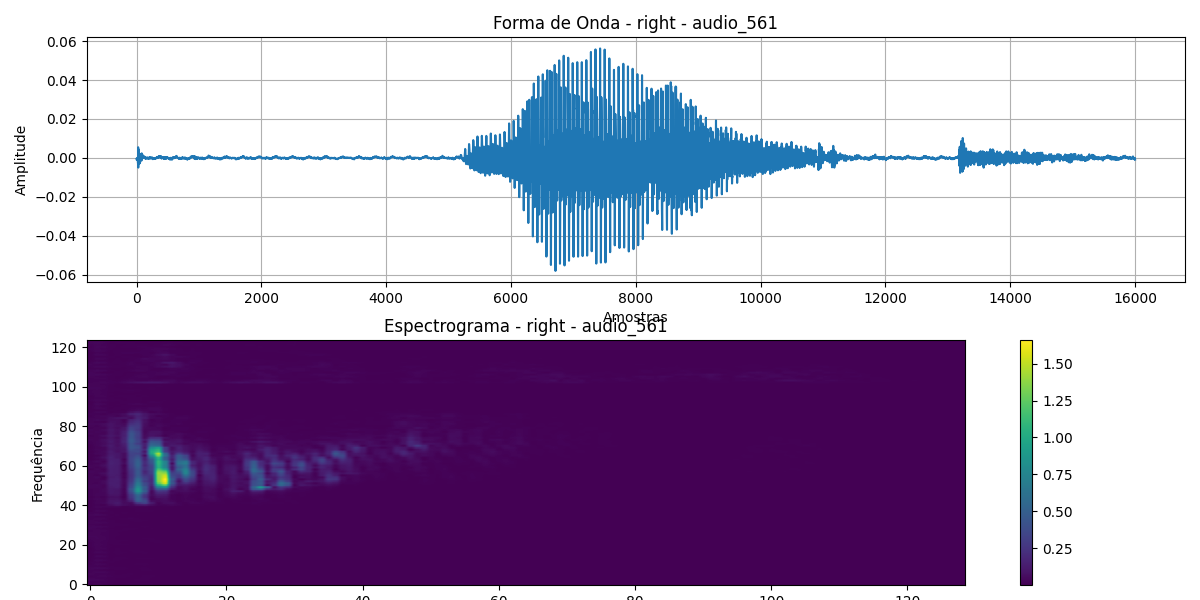 Forma de Onda - right - audio_561
0.06
0.04
0.02
0.00
−0.02
−0.04
−0.06
Amplitude
0 2000 4000 6000 8000 10000 12000 14000 16000
Amostras
Espectrograma - right - audio_561
120
100
80
60
40
20
0
Frequência
0 20 40 60 80 100 120
1.50
1.25
1.00
0.75
0.50
0.25